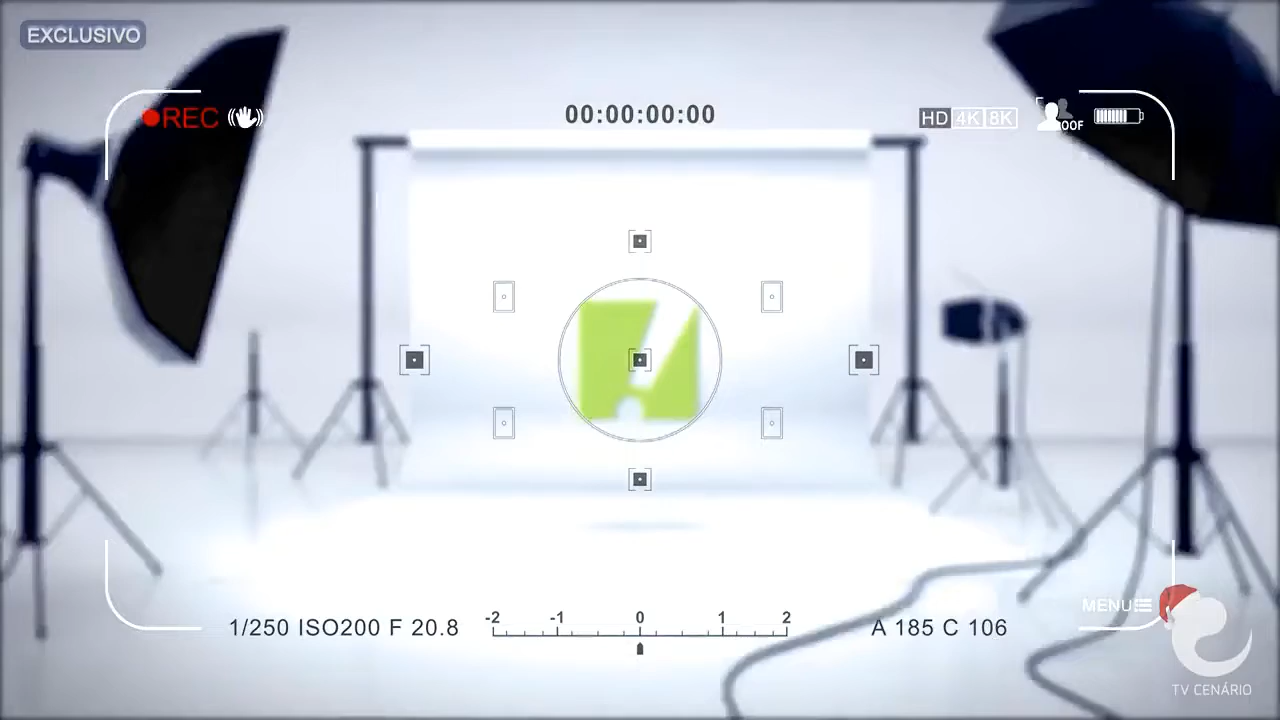 EXCLUSIVO
REC
00:00:00:00
HD 4K 8K
OOF
1/250 ISO200 F 20.8
-2 -1 0 1 2
A 185 C 106
MENU
TV CENÁRIO